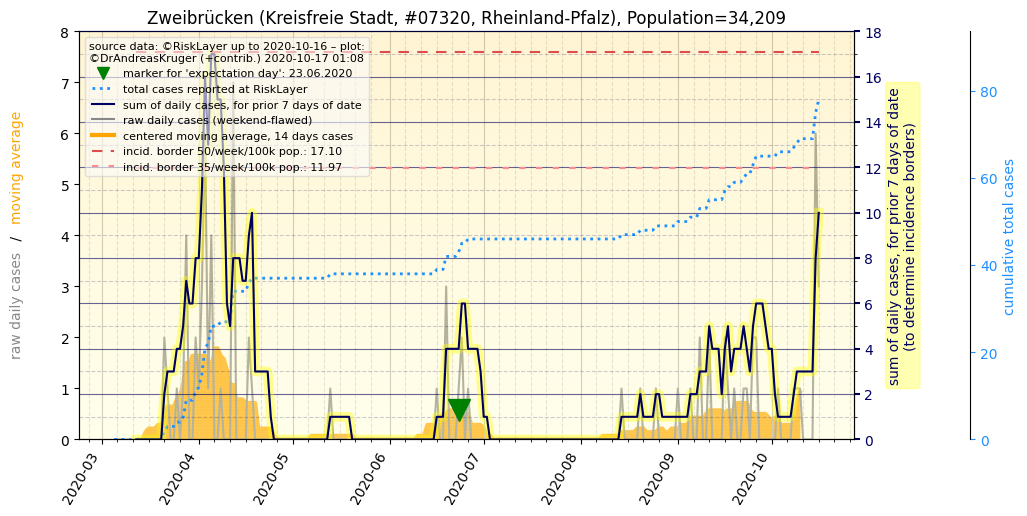 Zweibrücken (Kreisfreie Stadt, #07320, Rheinland-Pfalz), Population=34,209
source data: ©RiskLayer up to 2020-10-16 – plot:
©DrAndreasKruger (+contrib.) 2020-10-17 01:08
marker for 'expectation day': 23.06.2020
total cases reported at RiskLayer
sum of daily cases, for prior 7 days of date
raw daily cases (weekend-flawed)
centered moving average, 14 days cases
incid. border 50/week/100k pop.: 17.10
incid. border 35/week/100k pop.: 11.97
raw daily cases / moving average
8
7
6
5
4
3
2
1
0
18
16
14
12
10
8
6
4
2
0
sum of daily cases, for prior 7 days of date
(to determine incidence borders)
80
60
40
20
0
cumulative total cases
2020-03
2020-04
2020-05
2020-06
2020-07
2020-08
2020-09
2020-10